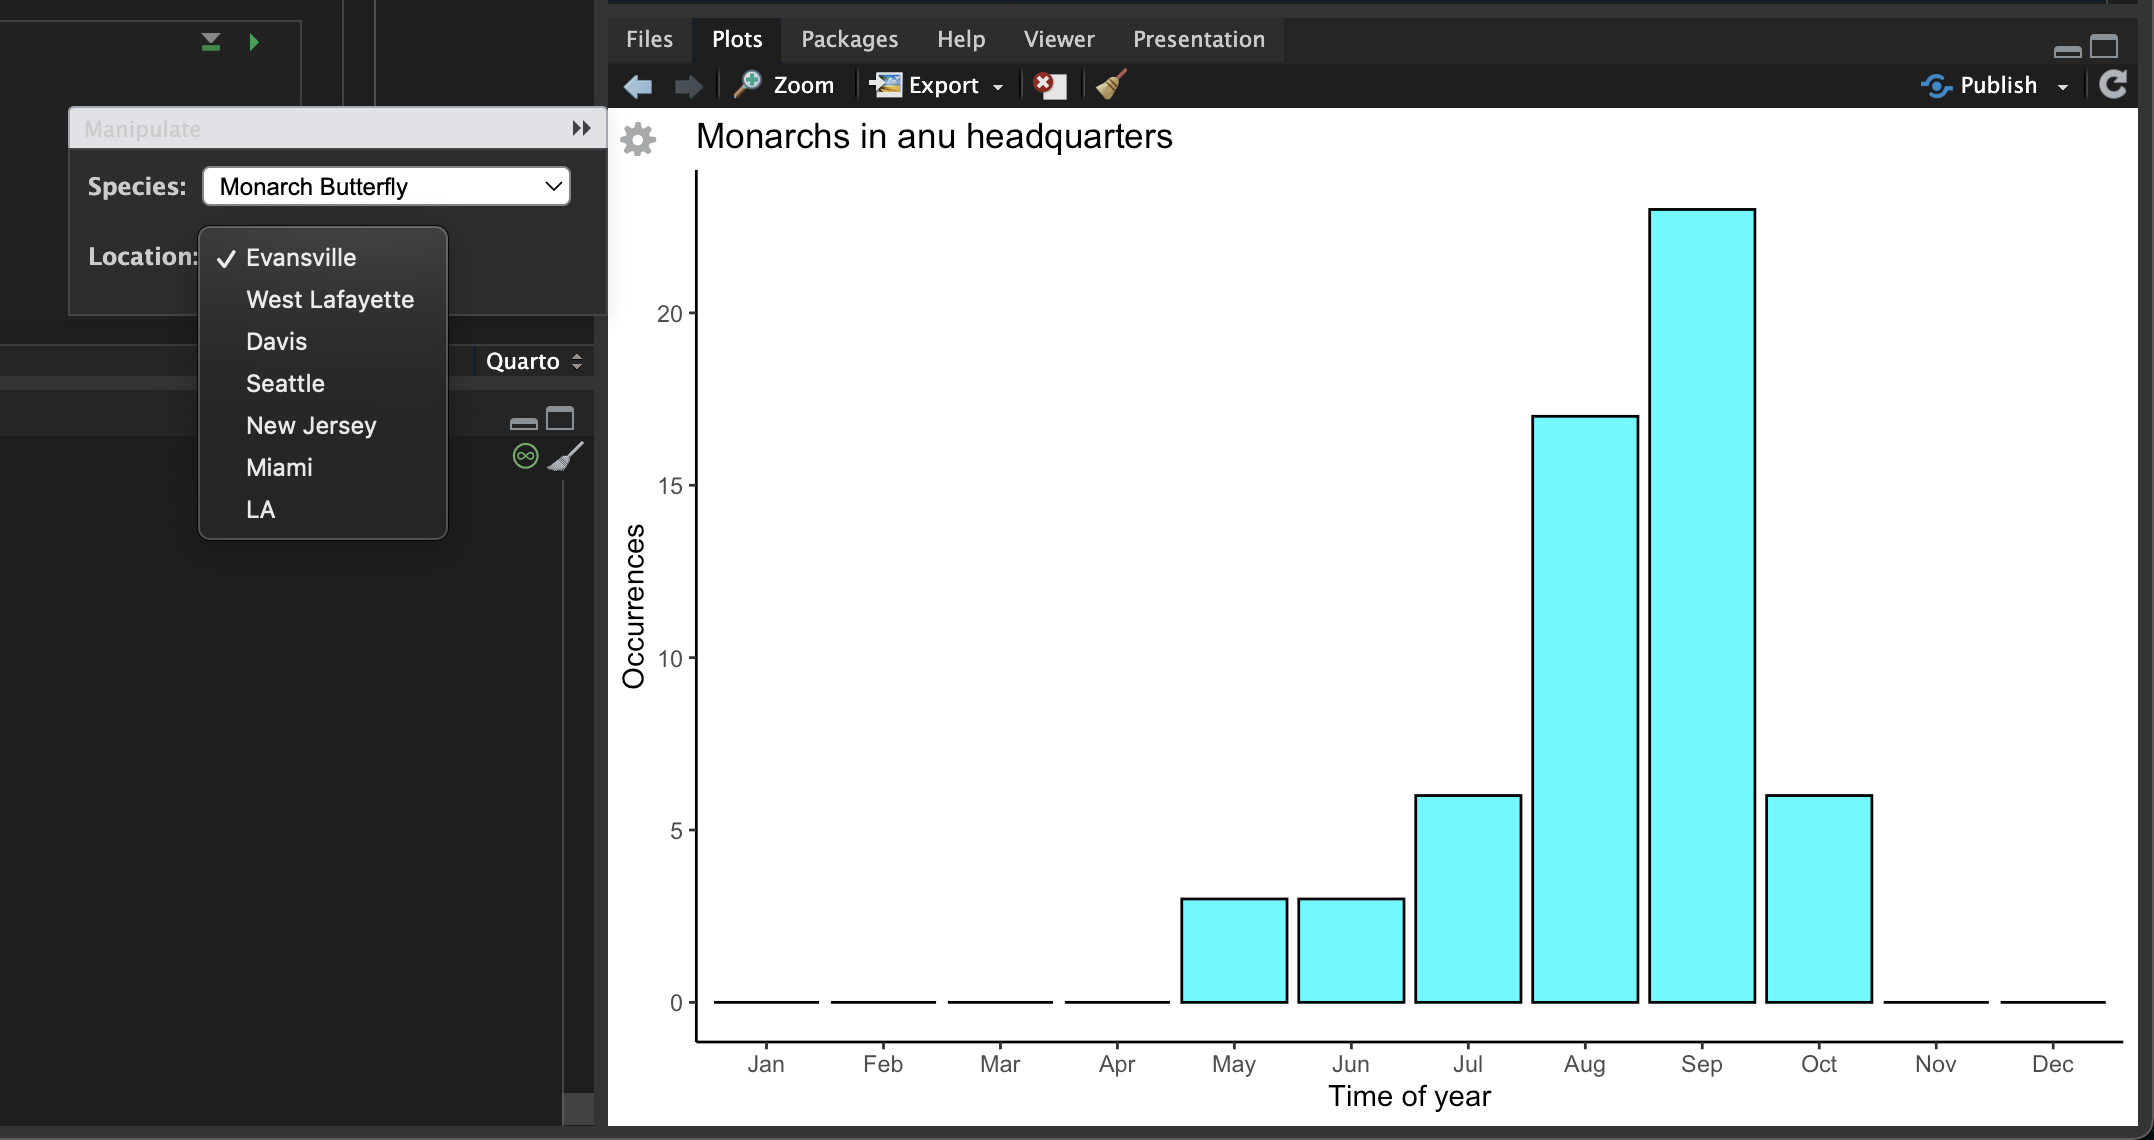 Files Plots Packages Help Viewer Presentation
Zoom Export Publish
Manipulate
Species: Monarch Butterfly
Location:
Evansville
West Lafayette
Davis
Seattle
New Jersey
Miami
LA
Quarto
Monarchs in anu headquarters
Occurrences
20
15
10
5
0
Jan Feb Mar Apr May Jun Jul Aug Sep Oct Nov Dec
Time of year